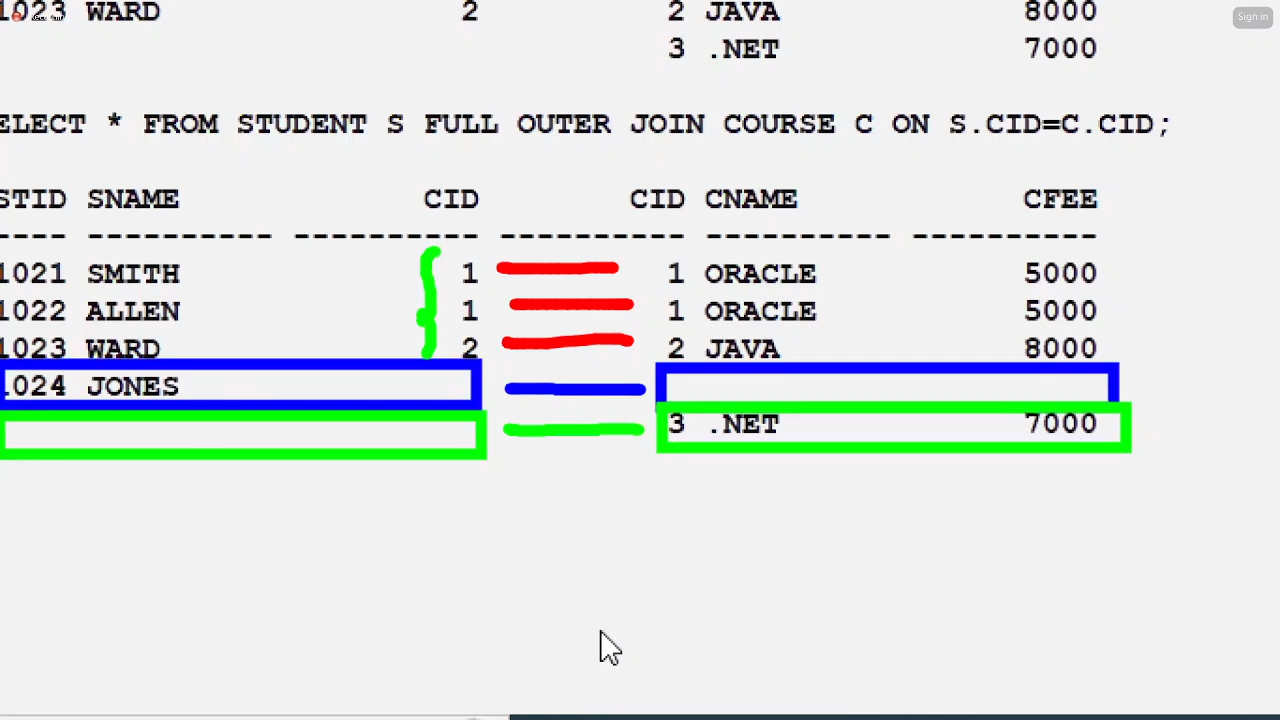 1023 WARD 2 2 JAVA 8000
3 .NET 7000
ELECT * FROM STUDENT S FULL OUTER JOIN COURSE C ON S.CID=C.CID;
STID SNAME CID CID CNAME CFEE
---- ---------- ---------- ---------- ---------- ----------
1021 SMITH 1 1 ORACLE 5000
1022 ALLEN 1 1 ORACLE 5000
1023 WARD 2 2 JAVA 8000
1024 JONES
3 .NET 7000
Sign in